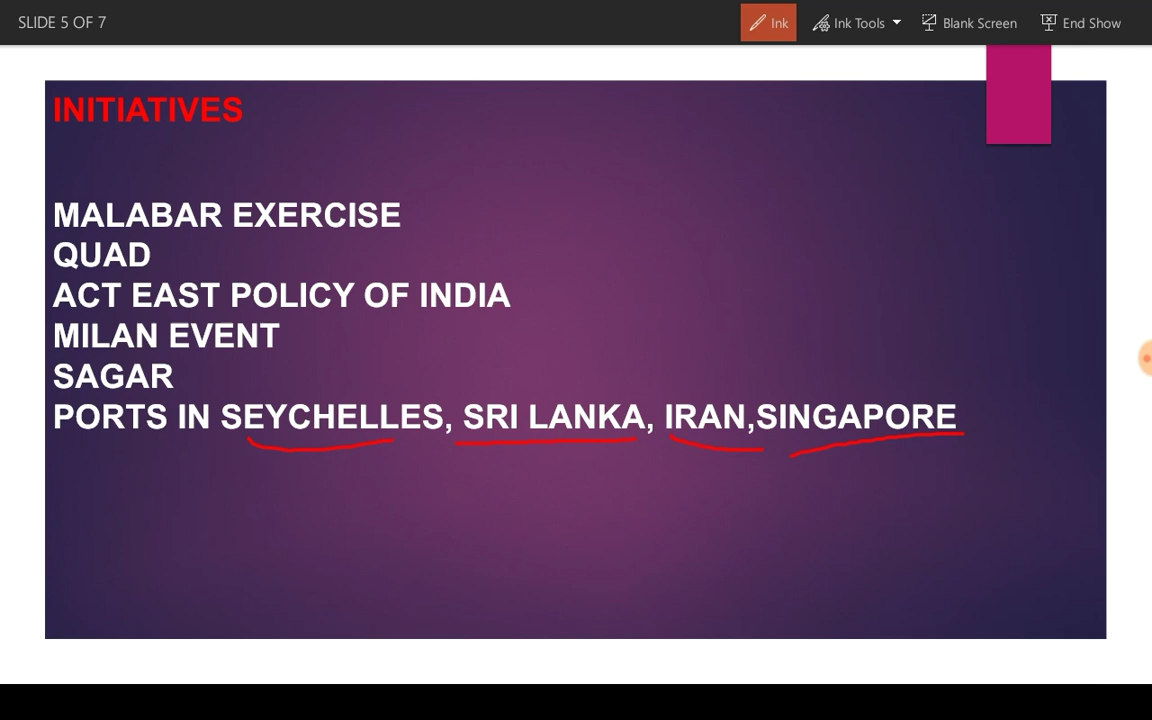 SLIDE 5 OF 7
Ink
Ink Tools
Blank Screen
End Show
INITIATIVES
MALABAR EXERCISE
QUAD
ACT EAST POLICY OF INDIA
MILAN EVENT
SAGAR
PORTS IN SEYCHELLES, SRI LANKA, IRAN,SINGAPORE